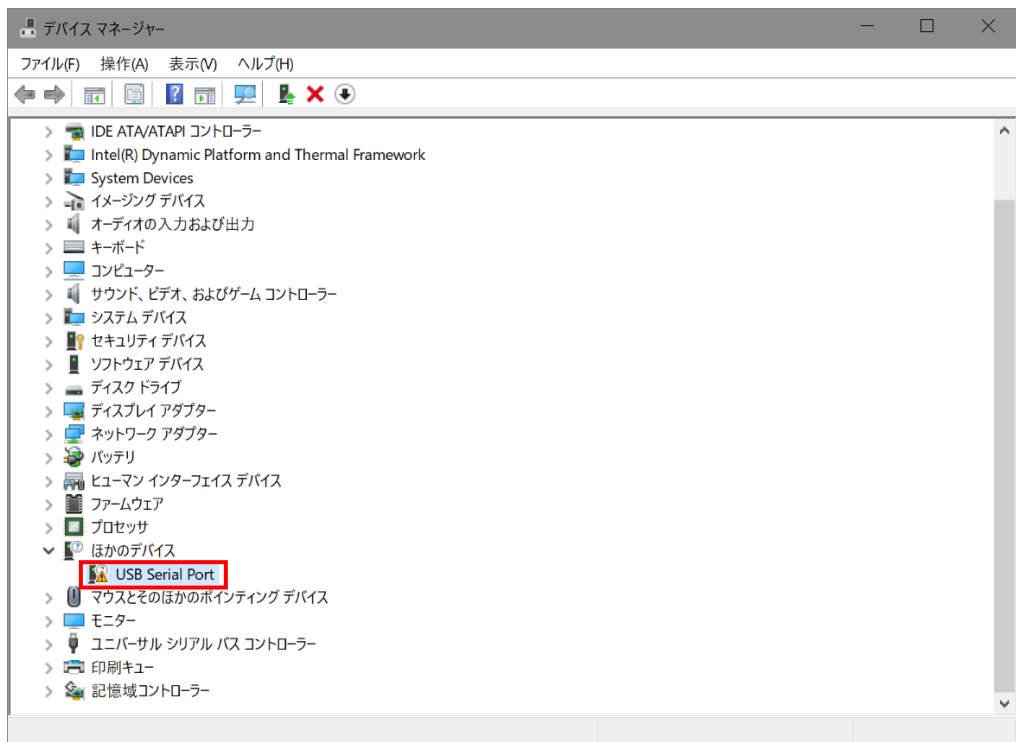 デバイス マネージャー
ファイル(F) 操作(A) 表示(V) ヘルプ(H)
IDE ATA/ATAPI コントローラー
Intel(R) Dynamic Platform and Thermal Framework
System Devices
イメージング デバイス
オーディオの入力および出力
キーボード
コンピューター
サウンド、ビデオ、およびゲーム コントローラー
システム デバイス
セキュリティ デバイス
ソフトウェア デバイス
ディスク ドライブ
ディスプレイ アダプター
ネットワーク アダプター
バッテリ
ヒューマン インターフェイス デバイス
ファームウェア
プロセッサ
ほかのデバイス
USB Serial Port
マウスとそのほかのポインティング デバイス
モニター
ユニバーサル シリアル バス コントローラー
印刷キュー
記憶域コントローラー